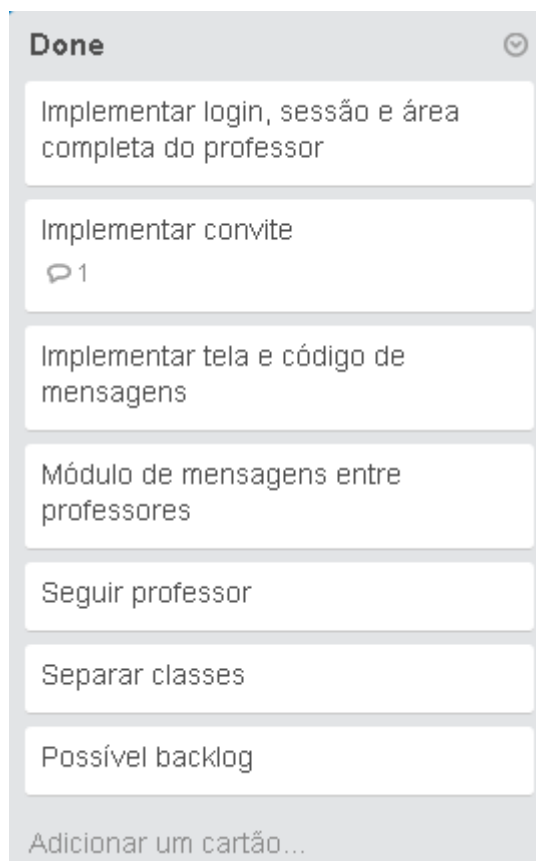 Done
Implementar login, sessão e área
completa do professor
Implementar convite
1
Implementar tela e código de
mensagens
Módulo de mensagens entre
professores
Seguir professor
Separar classes
Possível backlog
Adicionar um cartão...